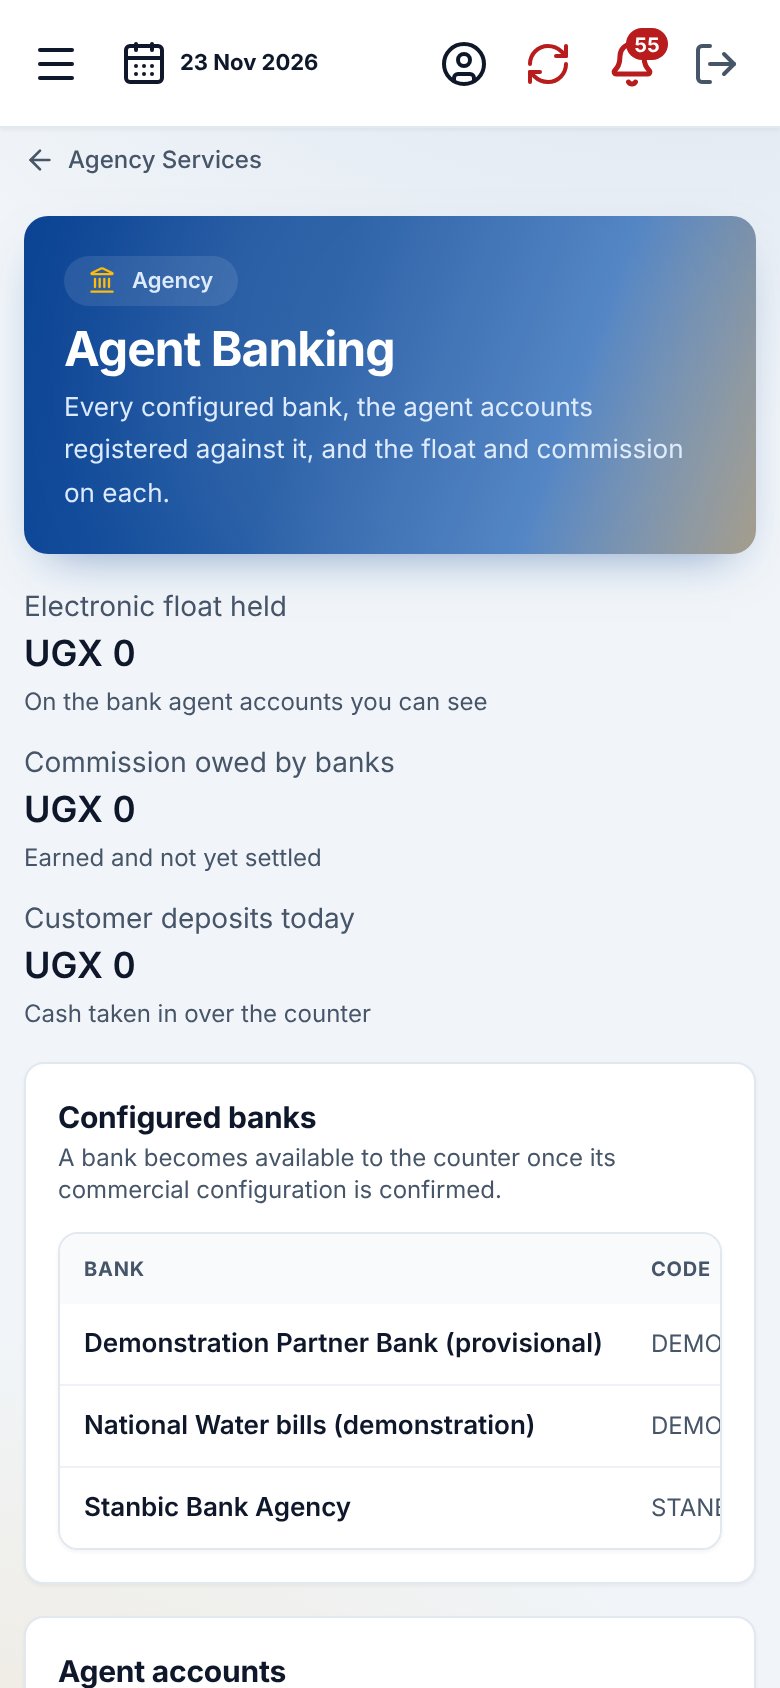 23 Nov 2026
55
Agency Services
Agency
Agent Banking
Every configured bank, the agent accounts
registered against it, and the float and commission
on each.
Electronic float held
UGX 0
On the bank agent accounts you can see
Commission owed by banks
UGX 0
Earned and not yet settled
Customer deposits today
UGX 0
Cash taken in over the counter
Configured banks
A bank becomes available to the counter once its
commercial configuration is confirmed.
BANK CODE
Demonstration Partner Bank (provisional) DEMO
National Water bills (demonstration) DEMO
Stanbic Bank Agency STANB
Agent accounts